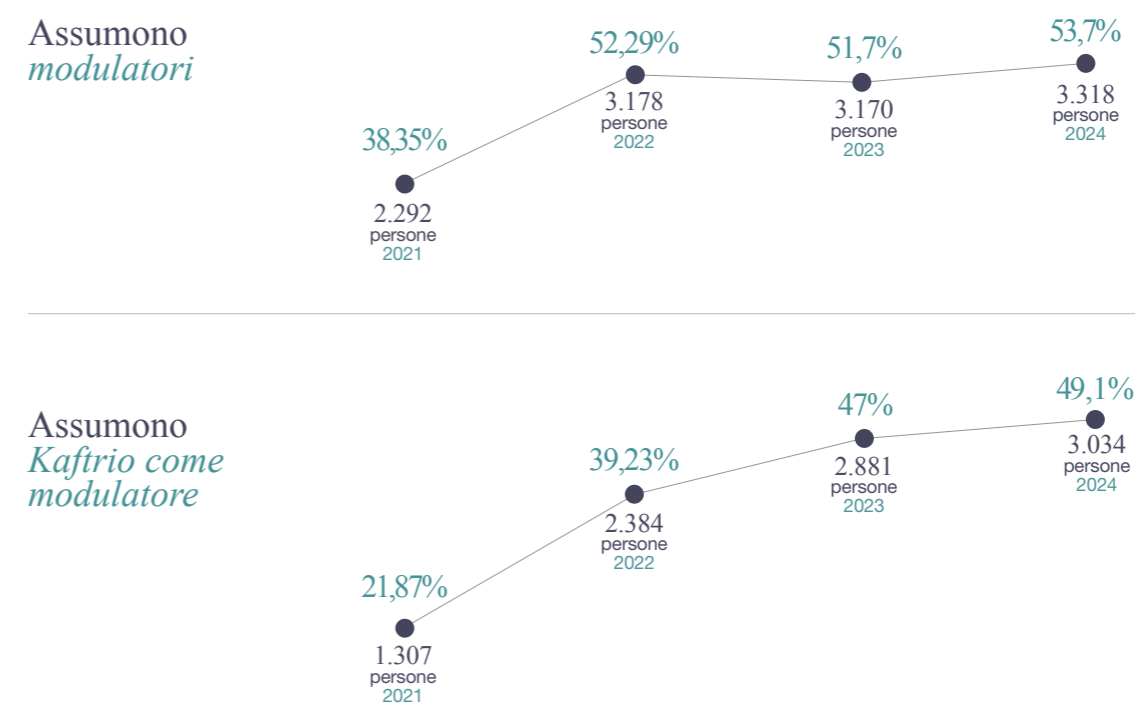 Assumono
modulatori
38,35%
2.292
persone
2021
52,29%
3.178
persone
2022
51,7%
3.170
persone
2023
53,7%
3.318
persone
2024
Assumono
Kaftrio come
modulatore
21,87%
1.307
persone
2021
39,23%
2.384
persone
2022
47%
2.881
persone
2023
49,1%
3.034
persone
2024